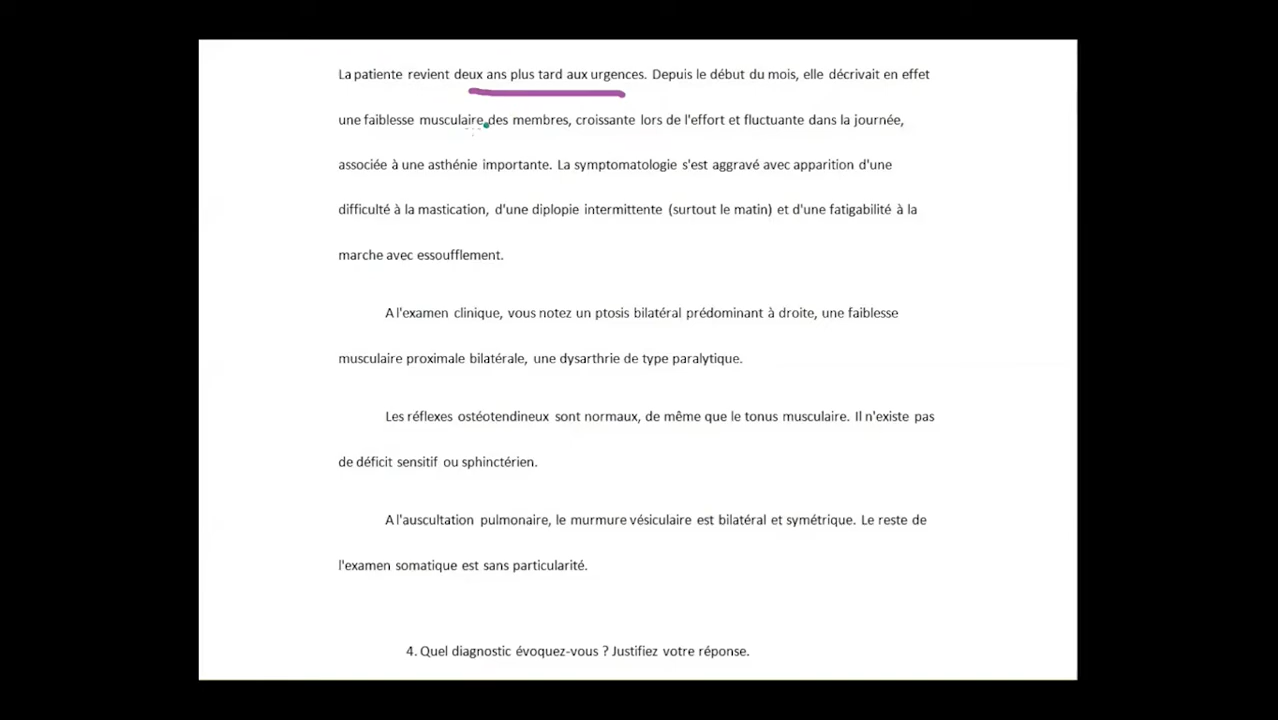 La patiente revient deux ans plus tard aux urgences. Depuis le début du mois, elle décrivait en effet
une faiblesse musculaire des membres, croissante lors de l'effort et fluctuante dans la journée,
associée à une asthénie importante. La symptomatologie s'est aggravé avec apparition d'une
difficulté à la mastication, d'une diplopie intermittente (surtout le matin) et d'une fatigabilité à la
marche avec essoufflement.
A l'examen clinique, vous notez un ptosis bilatéral prédominant à droite, une faiblesse
musculaire proximale bilatérale, une dysarthrie de type paralytique.
Les réflexes ostéotendineux sont normaux, de même que le tonus musculaire. Il n'existe pas
de déficit sensitif ou sphinctérien.
A l'auscultation pulmonaire, le murmure vésiculaire est bilatéral et symétrique. Le reste de
l'examen somatique est sans particularité.
4. Quel diagnostic évoquez-vous ? Justifiez votre réponse.